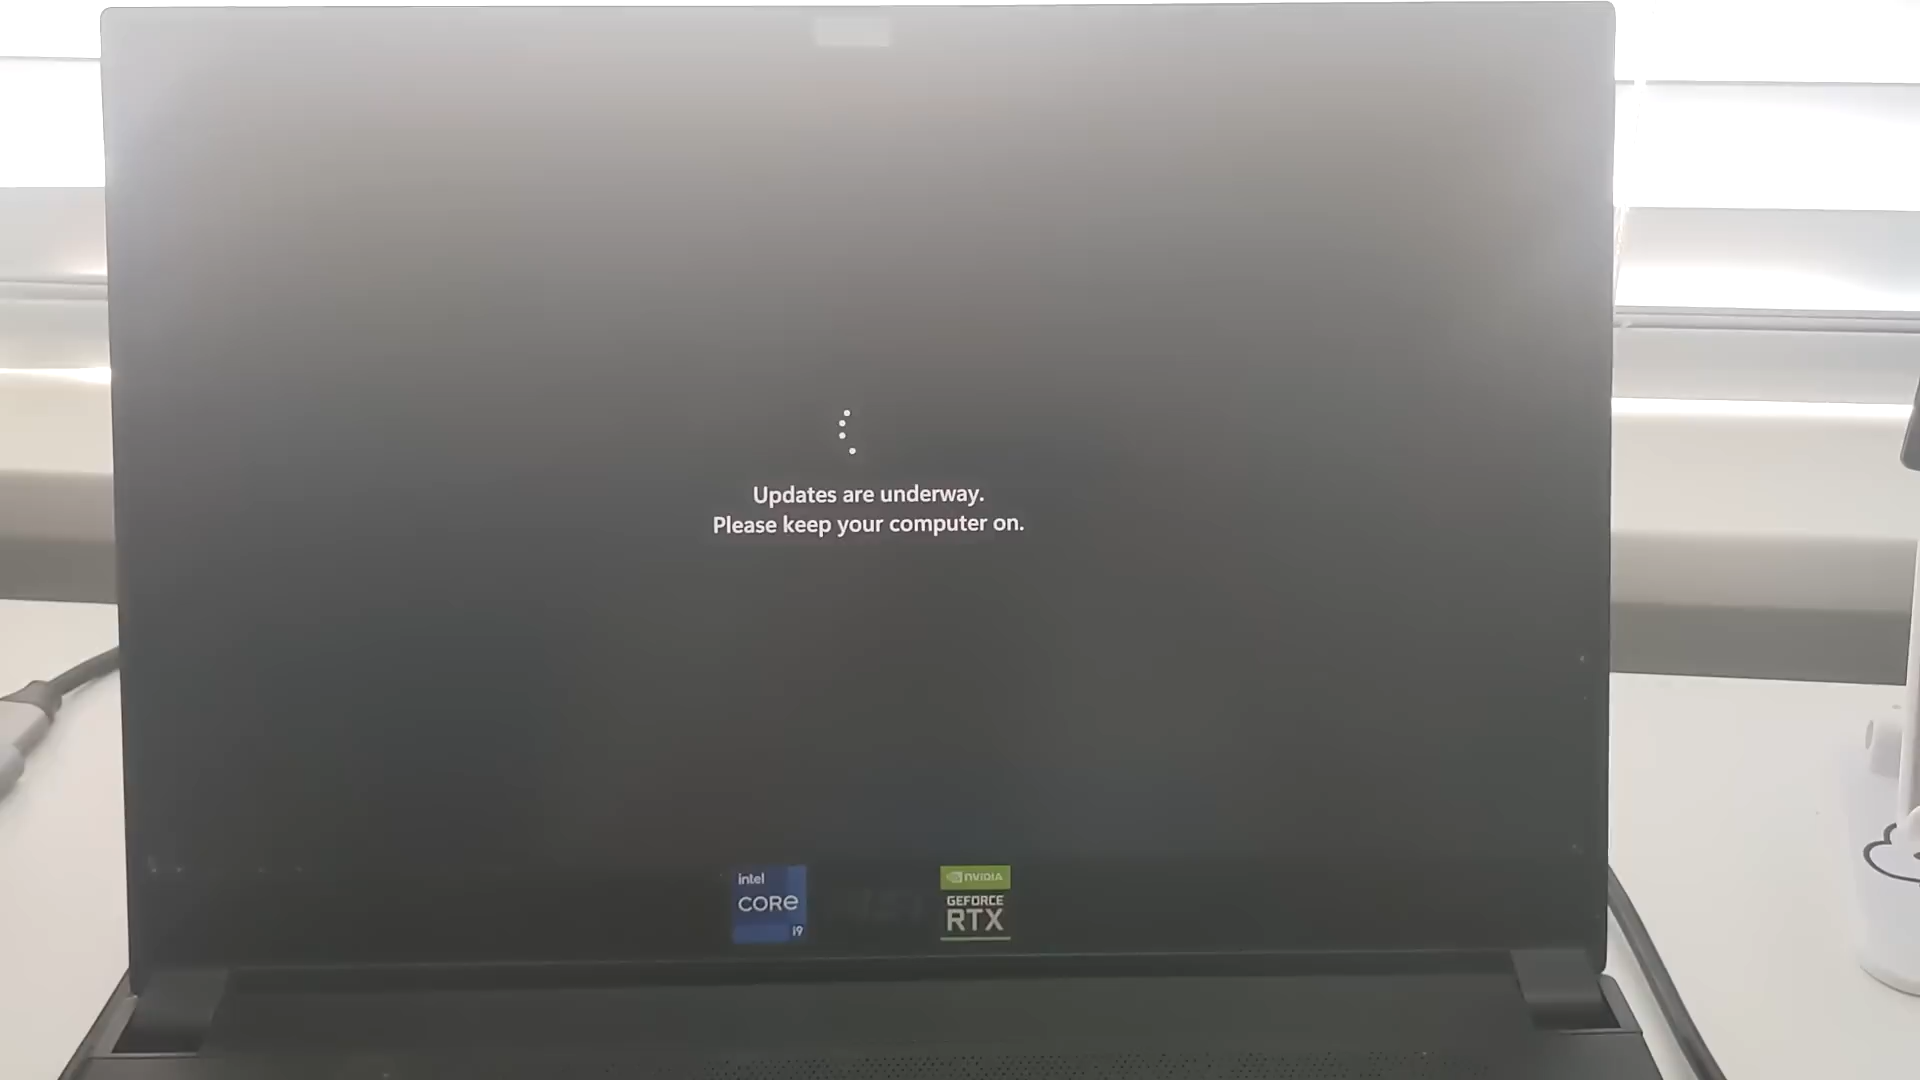 Updates are underway.
Please keep your computer on.
intel
CORE
i9
NVIDIA
GEFORCE
RTX